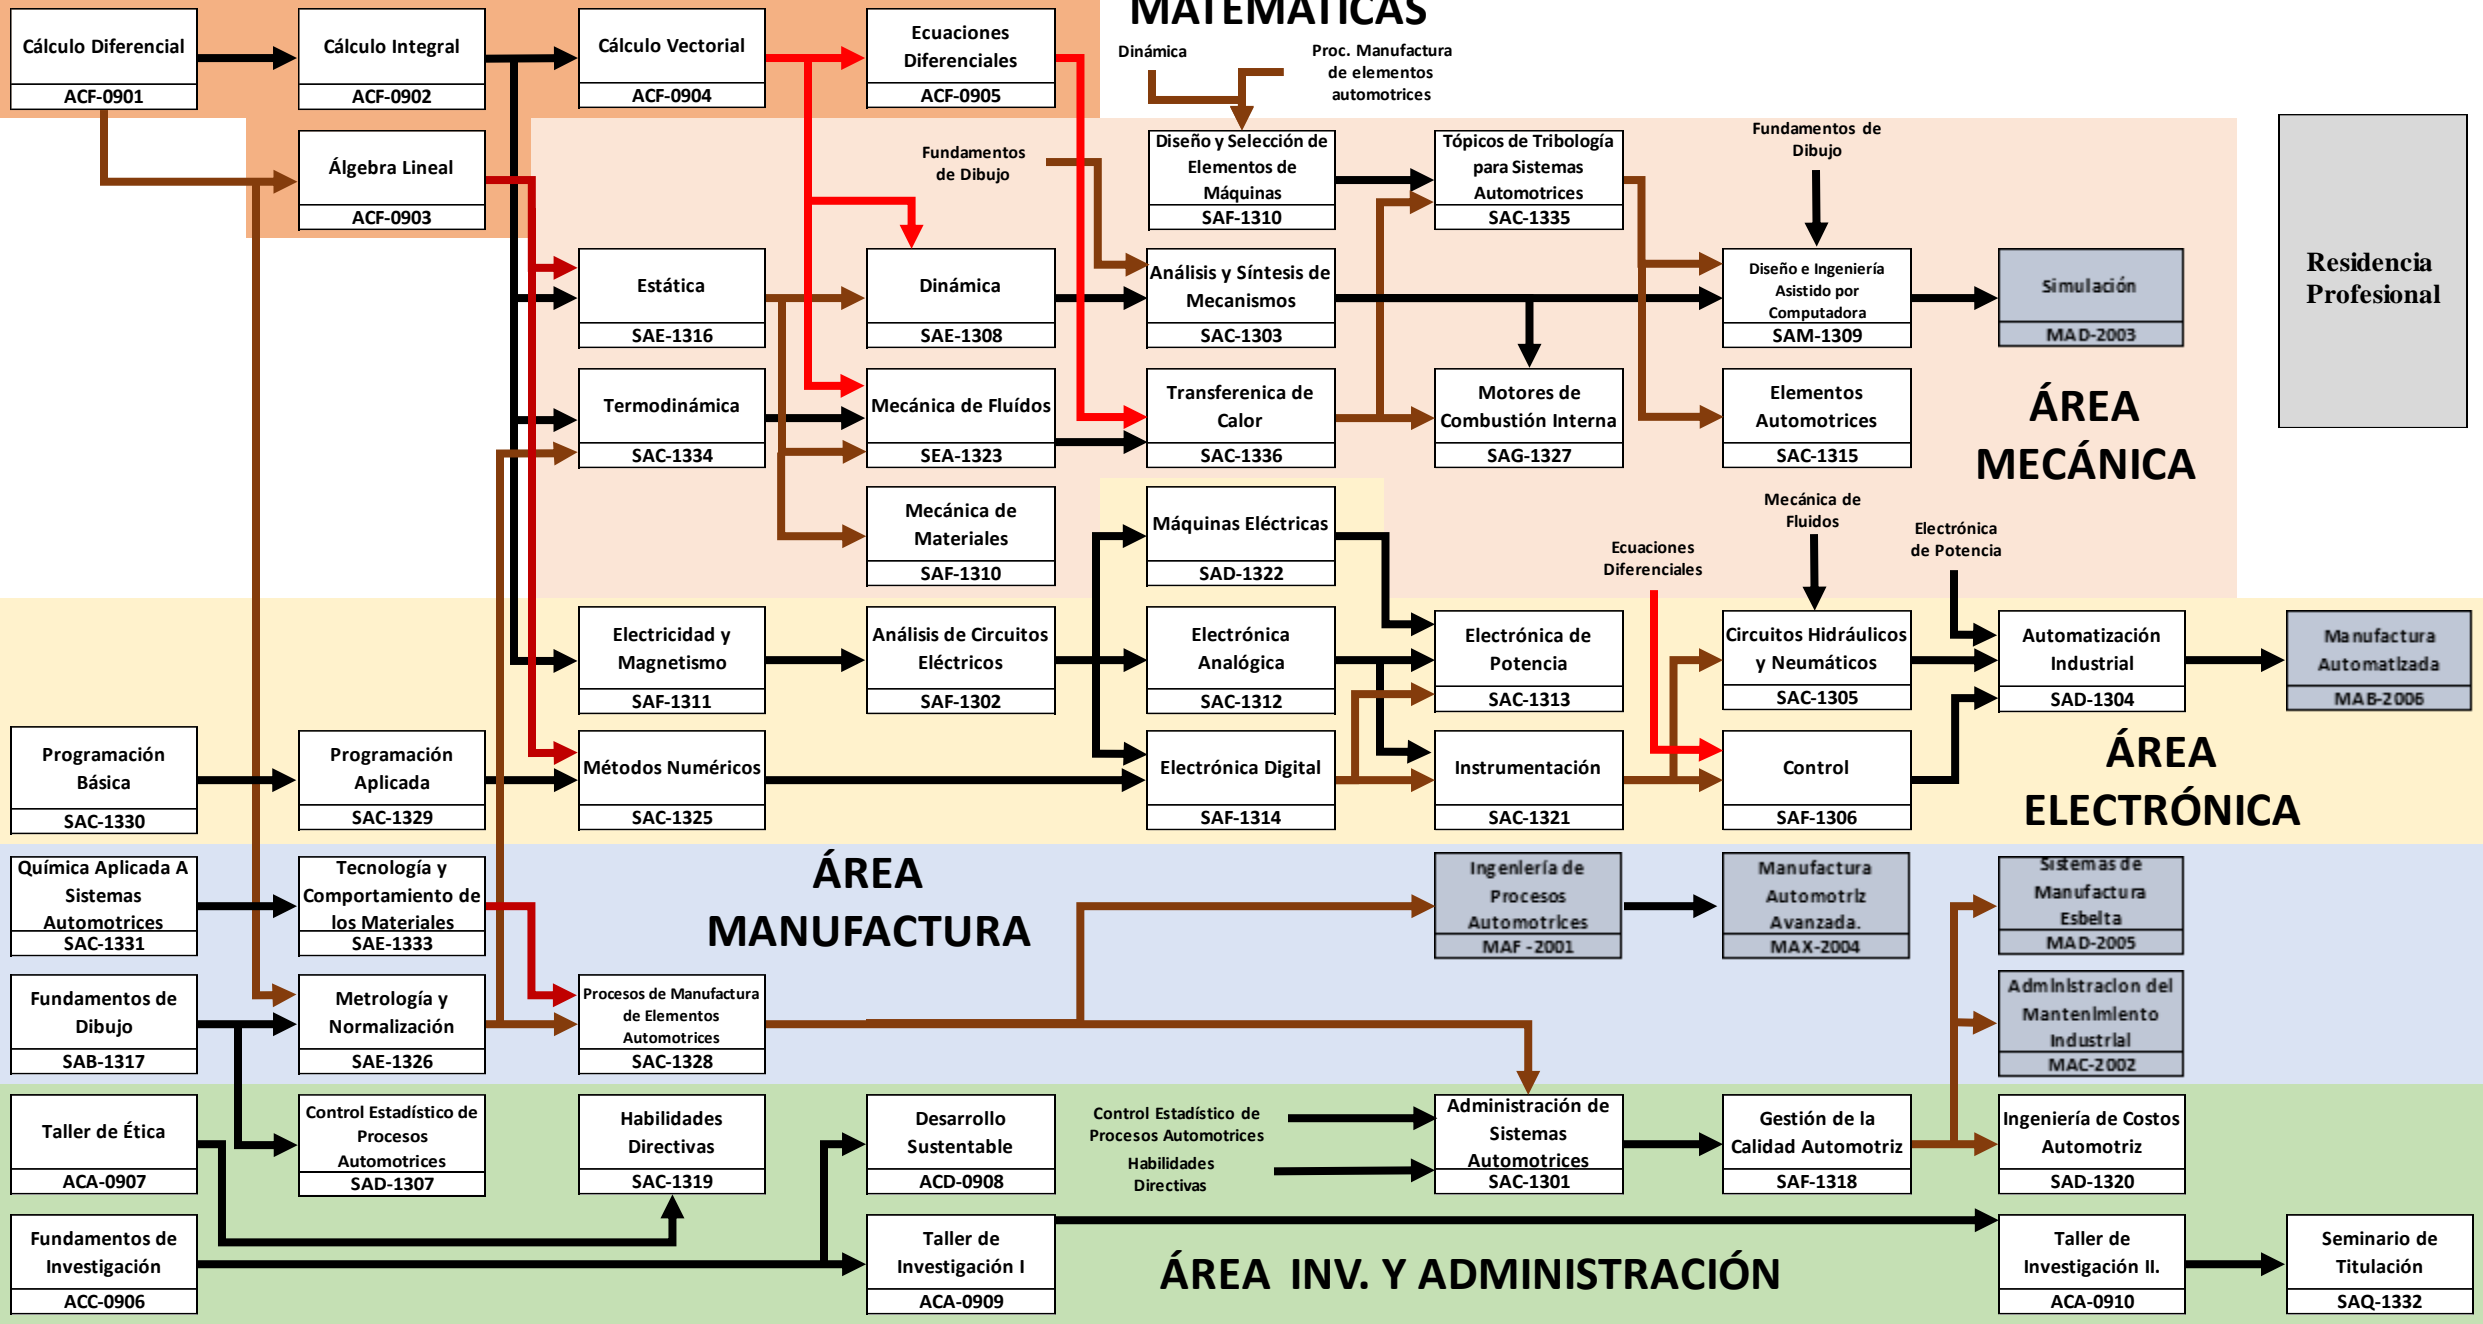 MATEMÁTICAS
Cálculo Diferencial
ACF-0901
Cálculo Integral
ACF-0902
Cálculo Vectorial
ACF-0904
Ecuaciones
Diferenciales
ACF-0905
Dinámica
Proc. Manufactura
de elementos
automotrices
Álgebra Lineal
ACF-0903
Fundamentos
de Dibujo
Diseño y Selección de
Elementos de
Máquinas
SAF-1310
Tópicos de Tribología
para Sistemas
Automotrices
SAC-1335
Fundamentos de
Dibujo
Residencia
Profesional
Estática
SAE-1316
Dinámica
SAE-1308
Análisis y Síntesis de
Mecanismos
SAC-1303
Diseño e Ingeniería
Asistido por
Computadora
SAM-1309
Simulación
MAD-2003
Termodinámica
SAC-1334
Mecánica de Fluídos
SEA-1323
Transferenica de
Calor
SAC-1336
Motores de
Combustión Interna
SAG-1327
Elementos
Automotrices
SAC-1315
ÁREA
MECÁNICA
Mecánica de
Materiales
SAF-1310
Máquinas Eléctricas
SAD-1322
Ecuaciones
Diferenciales
Mecánica de
Fluidos
Electrónica
de Potencia
Electricidad y
Magnetismo
SAF-1311
Análisis de Circuitos
Eléctricos
SAF-1302
Electrónica
Analógica
SAC-1312
Electrónica de
Potencia
SAC-1313
Circuitos Hidráulicos
y Neumáticos
SAC-1305
Automatización
Industrial
SAD-1304
Manufactura
Automatizada
MAB-2006
Programación
Básica
SAC-1330
Programación
Aplicada
SAC-1329
Métodos Numéricos
SAC-1325
Electrónica Digital
SAF-1314
Instrumentación
SAC-1321
Control
SAF-1306
ÁREA
ELECTRÓNICA
Química Aplicada A
Sistemas
Automotrices
SAC-1331
Tecnología y
Comportamiento de
los Materiales
SAE-1333
ÁREA
MANUFACTURA
Ingeniería de
Procesos
Automotrices
MAF -2001
Manufactura
Automotriz
Avanzada.
MAX-2004
Sistemas de
Manufactura
Esbelta
MAD-2005
Fundamentos de
Dibujo
SAB-1317
Metrología y
Normalización
SAE-1326
Procesos de Manufactura
de Elementos
Automotrices
SAC-1328
Administracion del
Mantenimiento
Industrial
MAC-2002
Taller de Ética
ACA-0907
Control Estadístico de
Procesos
Automotrices
SAD-1307
Habilidades
Directivas
SAC-1319
Desarrollo
Sustentable
ACD-0908
Control Estadístico de
Procesos Automotrices
Habilidades
Directivas
Administración de
Sistemas
Automotrices
SAC-1301
Gestión de la
Calidad Automotriz
SAF-1318
Ingeniería de Costos
Automotriz
SAD-1320
Fundamentos de
Investigación
ACC-0906
Taller de
Investigación I
ACA-0909
ÁREA INV. Y ADMINISTRACIÓN
Taller de
Investigación II.
ACA-0910
Seminario de
Titulación
SAQ-1332